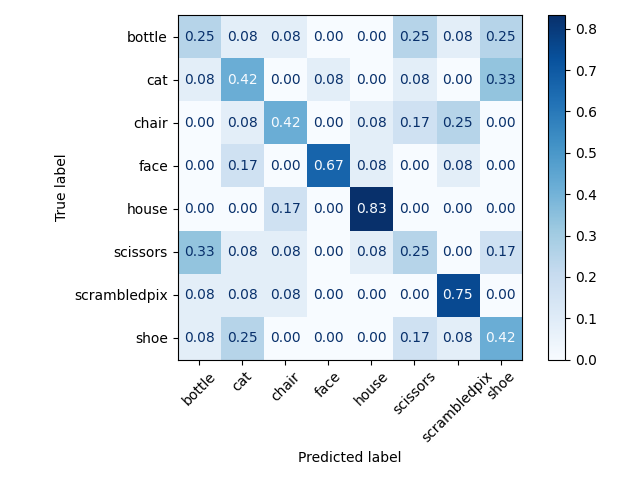 bottle 0.25 0.08 0.08 0.00 0.00 0.25 0.08 0.25
cat 0.08 0.42 0.00 0.08 0.00 0.08 0.00 0.33
chair 0.00 0.08 0.42 0.00 0.08 0.17 0.25 0.00
face 0.00 0.17 0.00 0.67 0.08 0.00 0.08 0.00
house 0.00 0.00 0.17 0.00 0.83 0.00 0.00 0.00
scissors 0.33 0.08 0.08 0.00 0.08 0.25 0.00 0.17
scrambledpix 0.08 0.08 0.08 0.00 0.00 0.00 0.75 0.00
shoe 0.08 0.25 0.00 0.00 0.00 0.17 0.08 0.42
True label
bottle cat chair face house scissors scrambledpix shoe
Predicted label
0.8
0.7
0.6
0.5
0.4
0.3
0.2
0.1
0.0